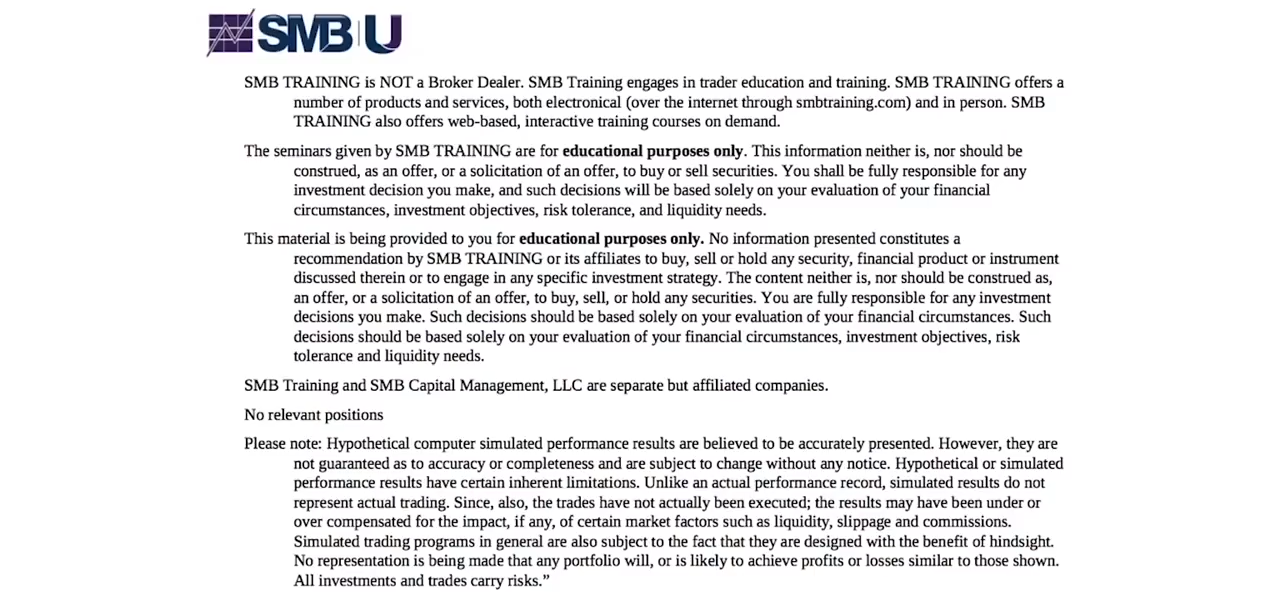 SMB U
SMB TRAINING is NOT a Broker Dealer. SMB Training engages in trader education and training. SMB TRAINING offers a
number of products and services, both electronical (over the internet through smbtraining.com) and in person. SMB
TRAINING also offers web-based, interactive training courses on demand.
The seminars given by SMB TRAINING are for educational purposes only. This information neither is, nor should be
construed, as an offer, or a solicitation of an offer, to buy or sell securities. You shall be fully responsible for any
investment decision you make, and such decisions will be based solely on your evaluation of your financial
circumstances, investment objectives, risk tolerance, and liquidity needs.
This material is being provided to you for educational purposes only. No information presented constitutes a
recommendation by SMB TRAINING or its affiliates to buy, sell or hold any security, financial product or instrument
discussed therein or to engage in any specific investment strategy. The content neither is, nor should be construed as,
an offer, or a solicitation of an offer, to buy, sell, or hold any securities. You are fully responsible for any investment
decisions you make. Such decisions should be based solely on your evaluation of your financial circumstances. Such
decisions should be based solely on your evaluation of your financial circumstances, investment objectives, risk
tolerance and liquidity needs.
SMB Training and SMB Capital Management, LLC are separate but affiliated companies.
No relevant positions
Please note: Hypothetical computer simulated performance results are believed to be accurately presented. However, they are
not guaranteed as to accuracy or completeness and are subject to change without any notice. Hypothetical or simulated
performance results have certain inherent limitations. Unlike an actual performance record, simulated results do not
represent actual trading. Since, also, the trades have not actually been executed; the results may have been under or
over compensated for the impact, if any, of certain market factors such as liquidity, slippage and commissions.
Simulated trading programs in general are also subject to the fact that they are designed with the benefit of hindsight.
No representation is being made that any portfolio will, or is likely to achieve profits or losses similar to those shown.
All investments and trades carry risks.”